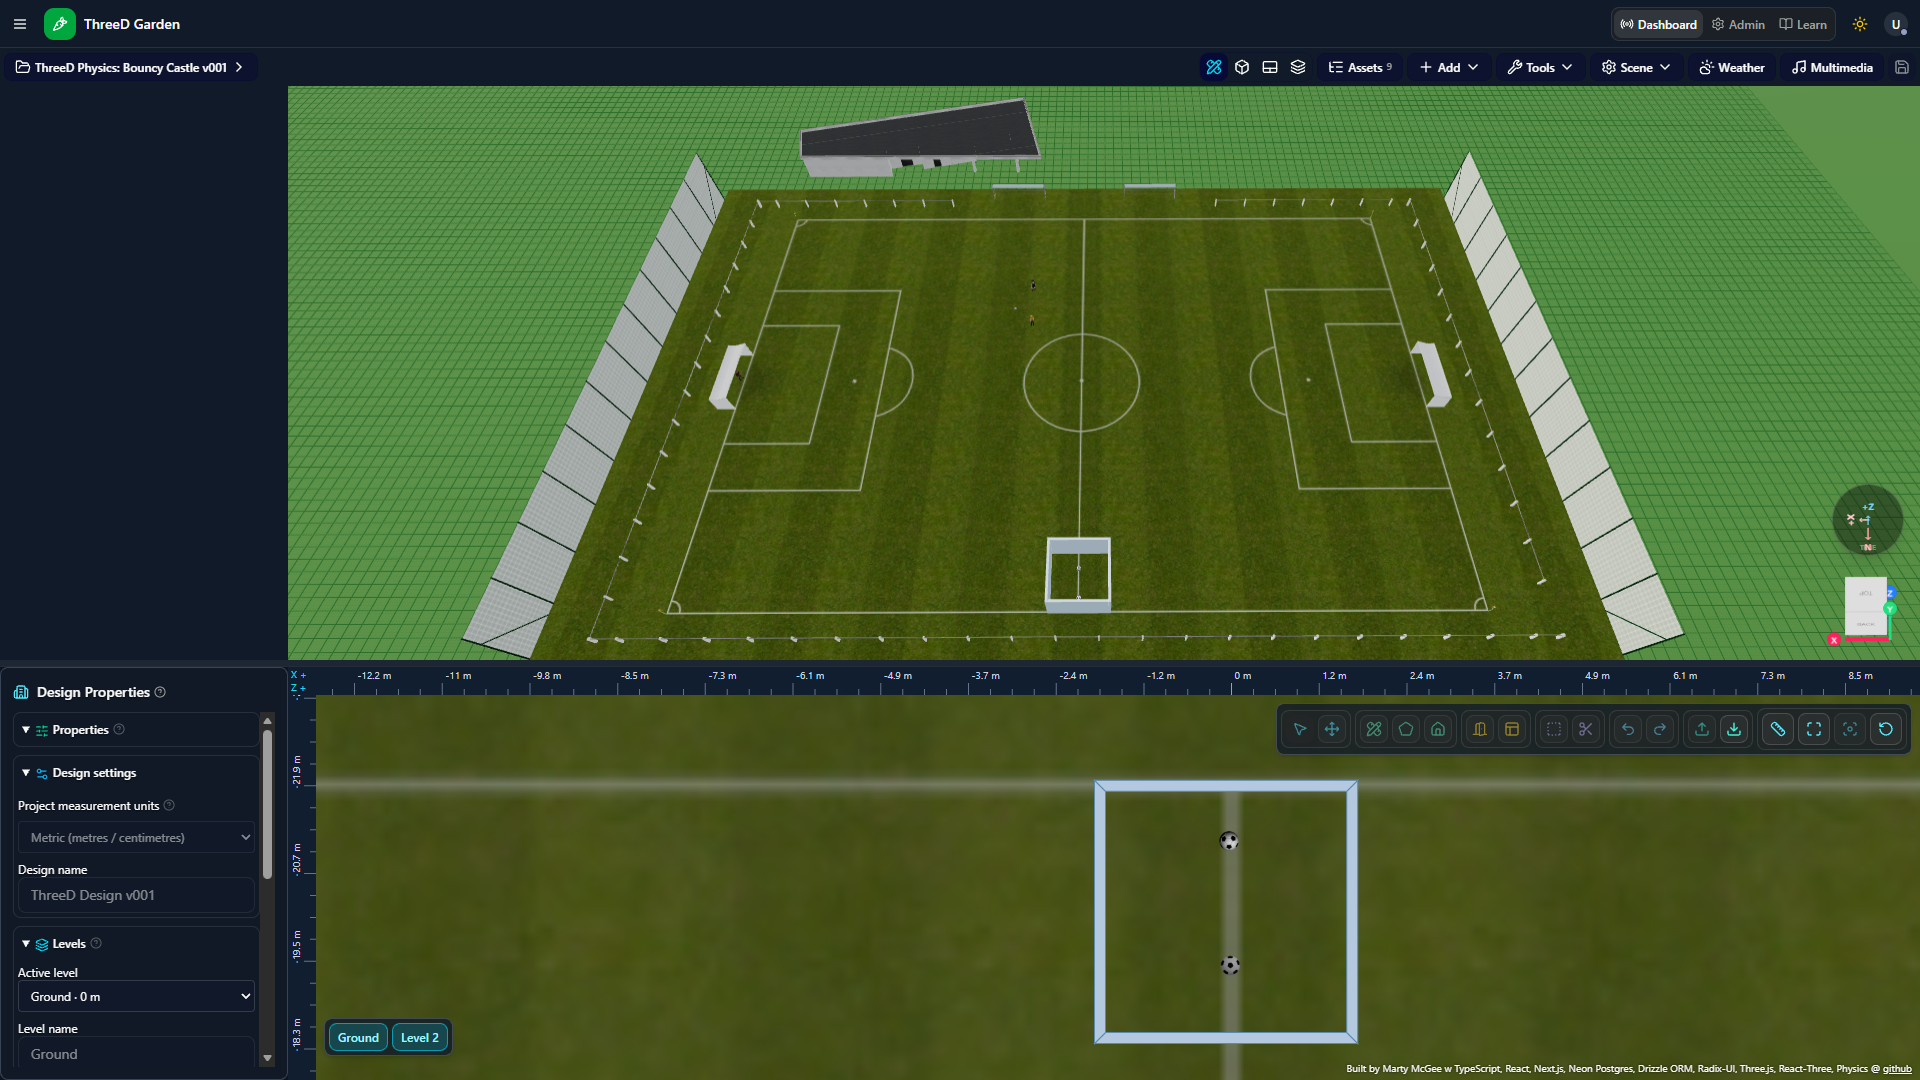 ThreeD Garden
Dashboard
Admin
Learn
U
ThreeD Physics: Bouncy Castle v001
Assets 9
Add
Tools
Scene
Weather
Multimedia
+Z
N
TOP
Z
Y
X
Design Properties
Properties
Design settings
Project measurement units
Metric (metres / centimetres)
Design name
ThreeD Design v001
Levels
Active level
Ground · 0 m
Level name
Ground
X +
Z +
-12.2 m
-11 m
-9.8 m
-8.5 m
-7.3 m
-6.1 m
-4.9 m
-3.7 m
-2.4 m
-1.2 m
0 m
1.2 m
2.4 m
3.7 m
4.9 m
6.1 m
7.3 m
8.5 m
-21.9 m
-20.7 m
-19.5 m
-18.3 m
Ground
Level 2
Built by Marty McGee w TypeScript, React, Next.js, Neon Postgres, Drizzle ORM, Radix-UI, Three.js, React-Three, Physics @ github